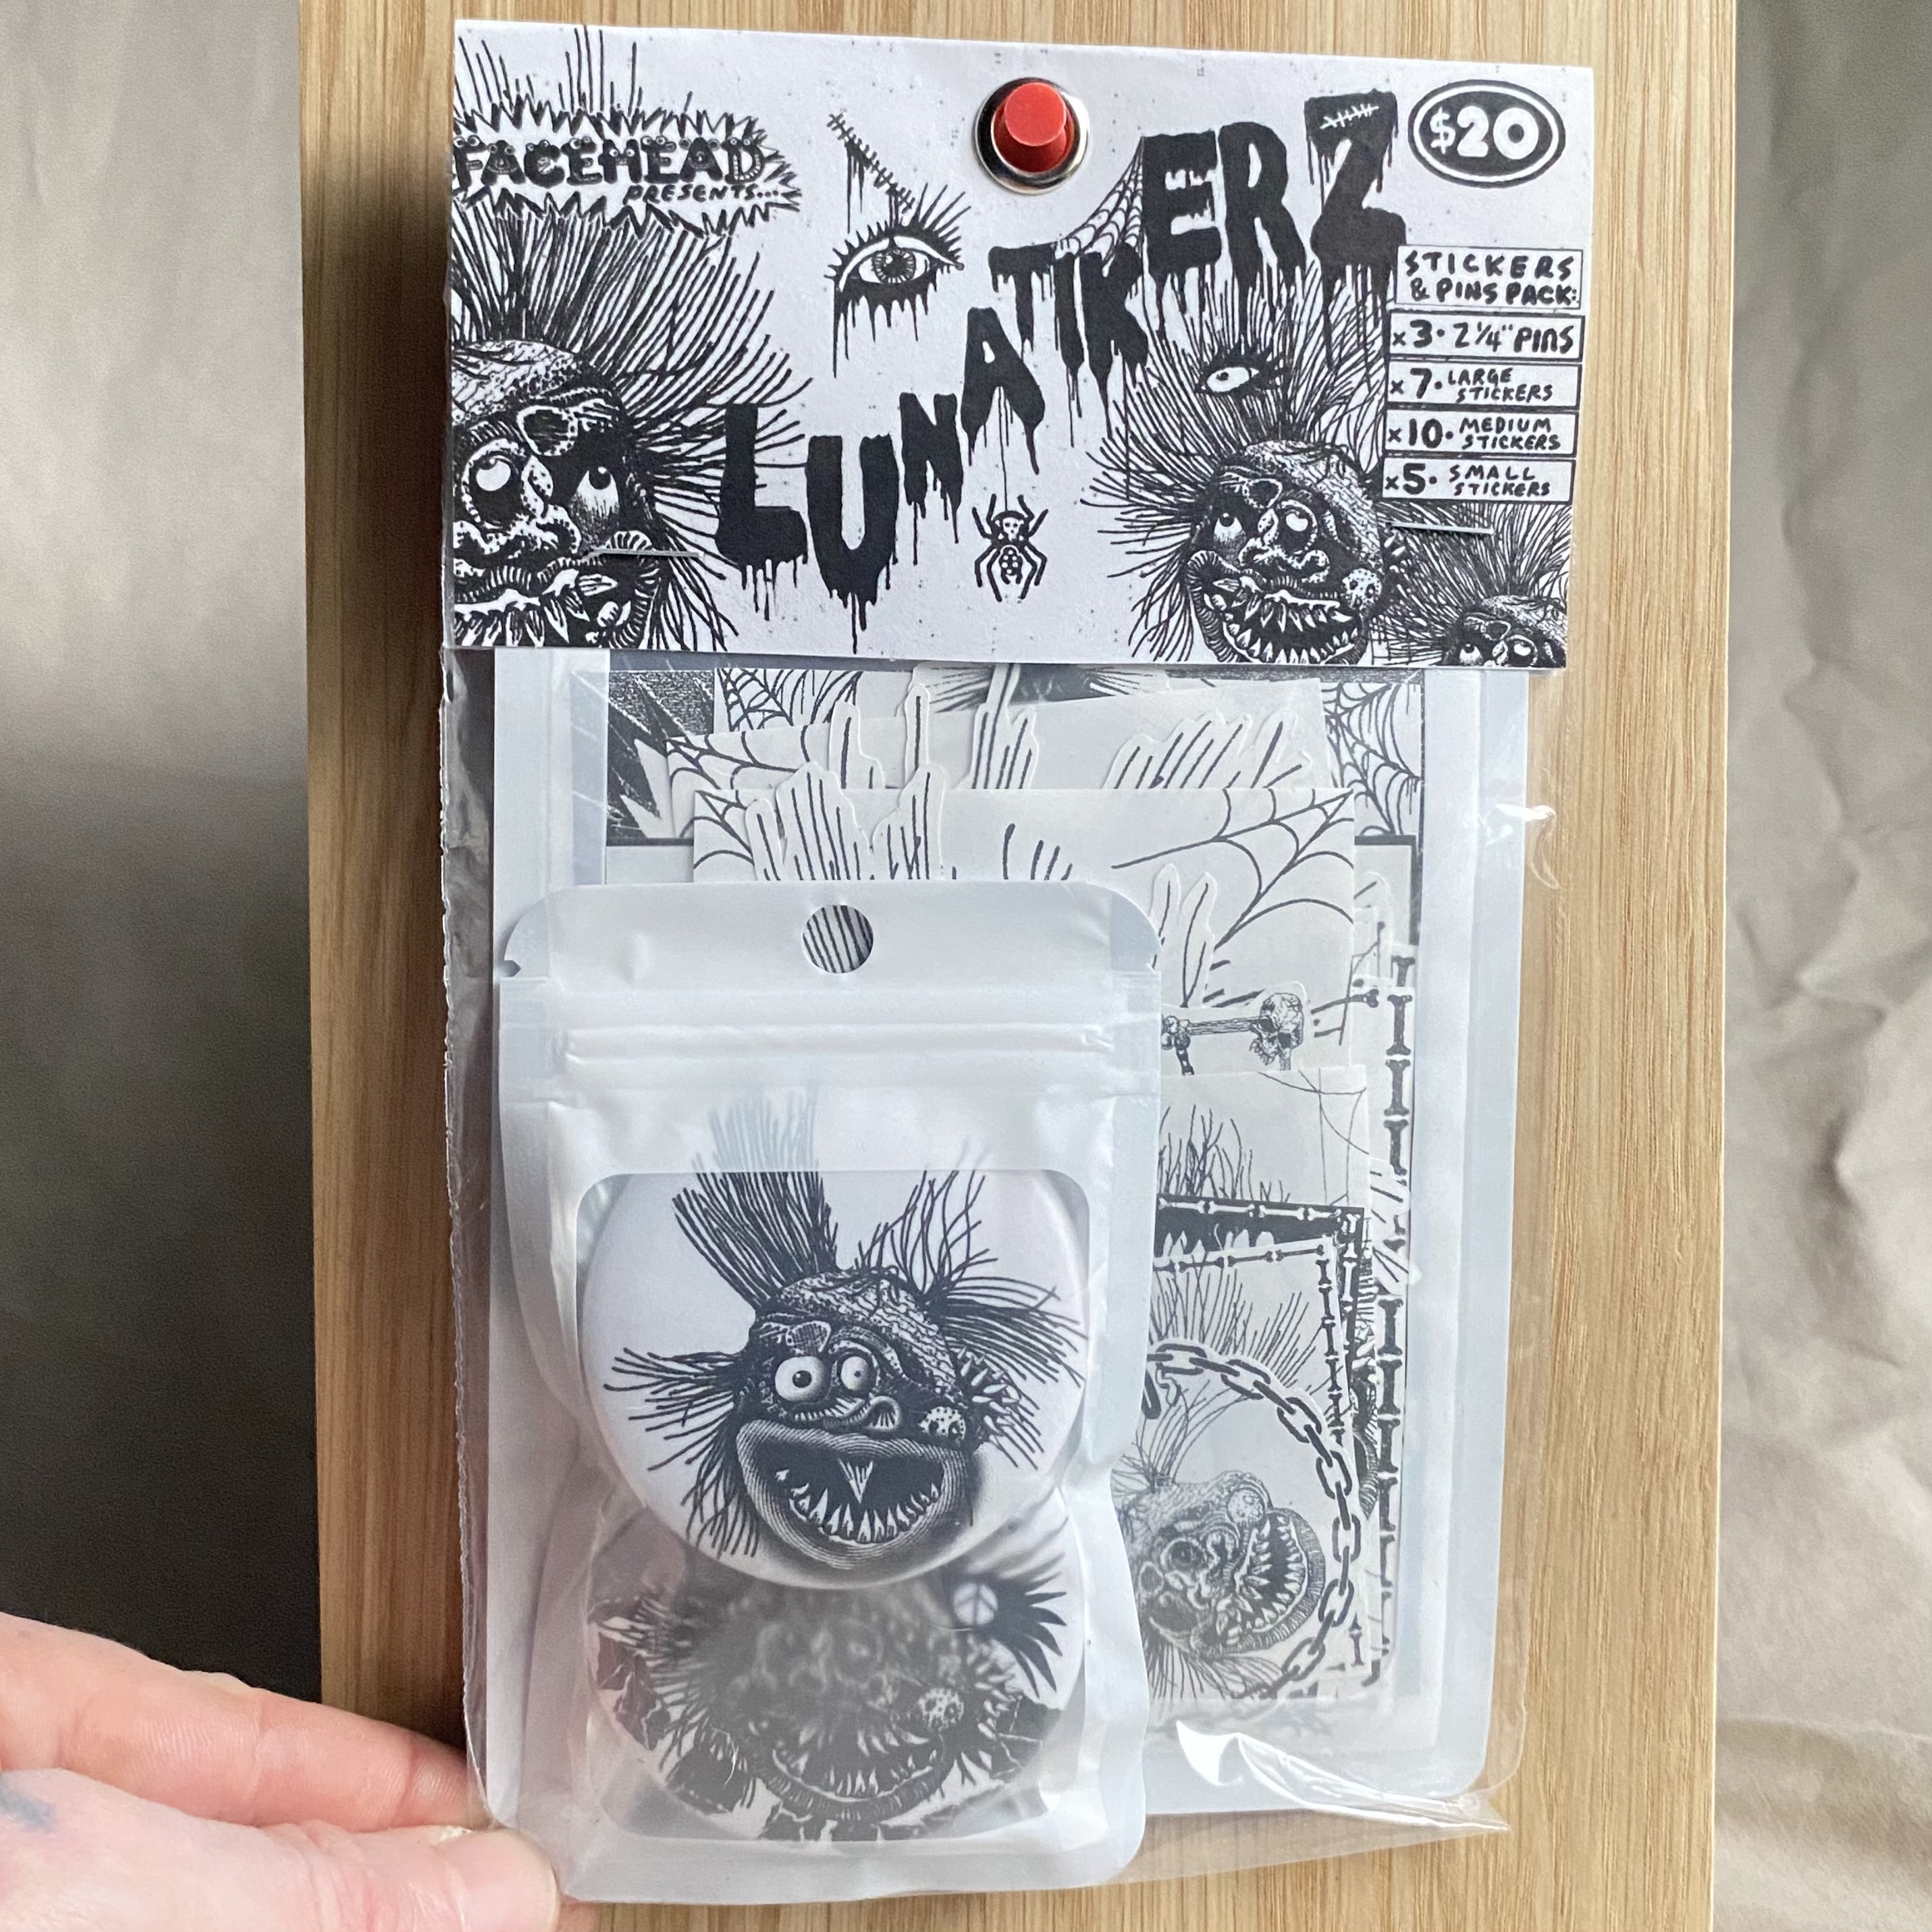 FACEHEAD
PRESENTS...
LUNATIKERZ
$20
STICKERS
& PINS PACK:
x3• 2¼" PINS
x7• LARGE
STICKERS
x10• MEDIUM
STICKERS
x5• SMALL
STICKERS